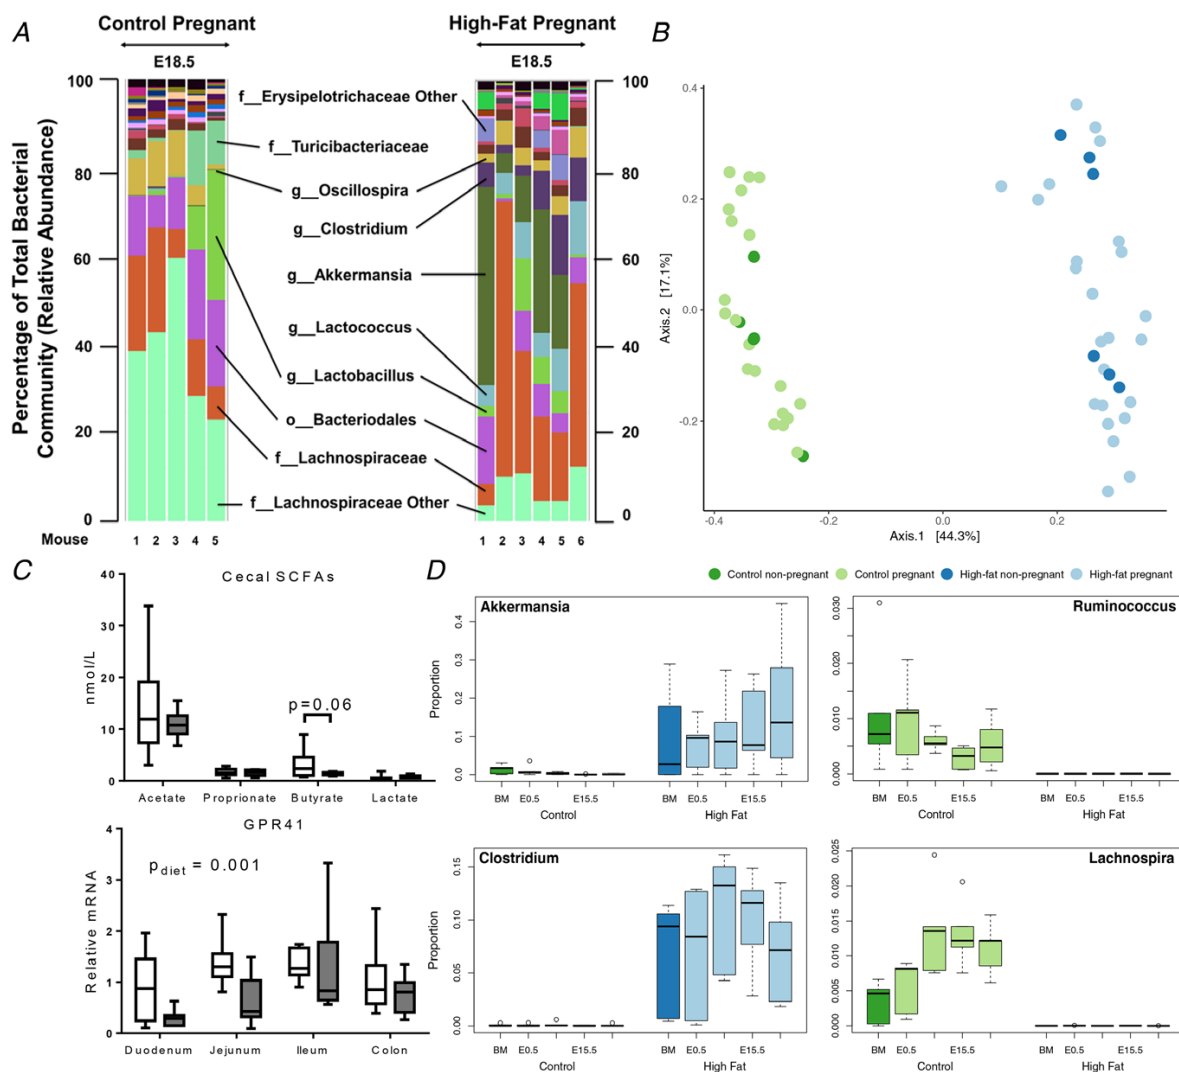 A
Control Pregnant
E18.5
High-Fat Pregnant
E18.5
Percentage of Total Bacterial
Community (Relative Abundance)
100
80
60
40
20
0
100
80
60
40
20
0
f__Erysipelotrichaceae Other
f__Turicibacteriaceae
g__Oscillospira
g__Clostridium
g__Akkermansia
g__Lactococcus
g__Lactobacillus
o__Bacteriodales
f__Lachnospiraceae
f__Lachnospiraceae Other
Mouse 1 2 3 4 5
1 2 3 4 5 6
B
Axis.2 [17.1%]
0.4
0.2
0.0
-0.2
-0.4 -0.2 0.0 0.2
Axis.1 [44.3%]
C
Cecal SCFAs
nmol/L
40
30
20
10
0
p=0.06
Acetate Proprionate Butyrate Lactate
GPR41
Relative mRNA
4
3
2
1
0
pdiet = 0.001
Duodenum Jejunum Ileum Colon
D
Control non-pregnant Control pregnant High-fat non-pregnant High-fat pregnant
Akkermansia
Proportion
0.4
0.3
0.2
0.1
0.0
BM E0.5 E15.5 BM E0.5 E15.5
Control High Fat
Ruminococcus
0.030
0.020
0.010
0.000
BM E0.5 E15.5 BM E0.5 E15.5
Control High Fat
Clostridium
Proportion
0.15
0.10
0.05
0.00
BM E0.5 E15.5 BM E0.5 E15.5
Control High Fat
Lachnospira
0.025
0.020
0.015
0.010
0.005
0.000
BM E0.5 E15.5 BM E0.5 E15.5
Control High Fat